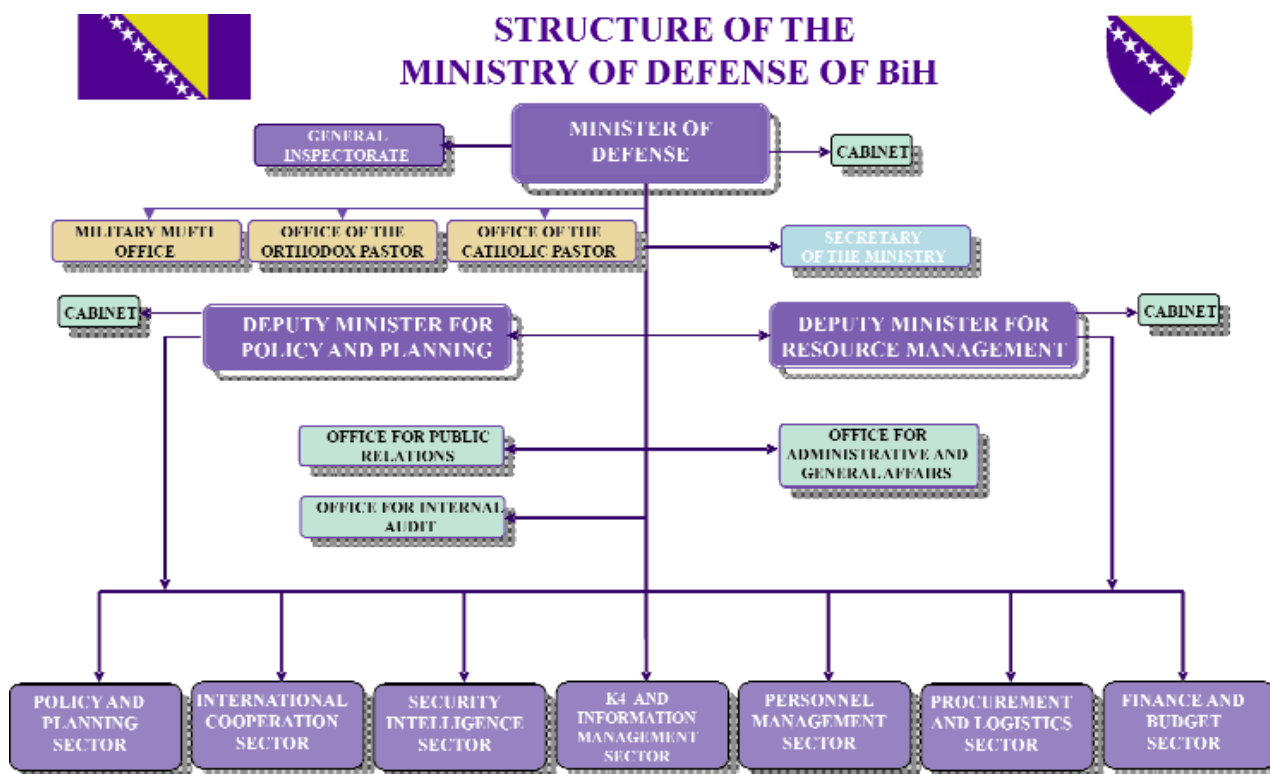 STRUCTURE OF THE
MINISTRY OF DEFENSE OF BiH
GENERAL
INSPECTORATE
MINISTER OF
DEFENSE
CABINET
MILITARY MUFTI
OFFICE
OFFICE OF THE
ORTHODOX PASTOR
OFFICE OF THE
CATHOLIC PASTOR
SECRETARY
OF THE MINISTRY
CABINET
DEPUTY MINISTER FOR
POLICY AND PLANNING
DEPUTY MINISTER FOR
RESOURCE MANAGEMENT
CABINET
OFFICE FOR PUBLIC
RELATIONS
OFFICE FOR
ADMINISTRATIVE AND
GENERAL AFFAIRS
OFFICE FOR INTERNAL
AUDIT
POLICY AND
PLANNING
SECTOR
INTERNATIONAL
COOPERATION
SECTOR
SECURITY
INTELLIGENCE
SECTOR
K4 AND
INFORMATION
MANAGEMENT
SECTOR
PERSONNEL
MANAGEMENT
SECTOR
PROCUREMENT
AND LOGISTICS
SECTOR
FINANCE AND
BUDGET
SECTOR